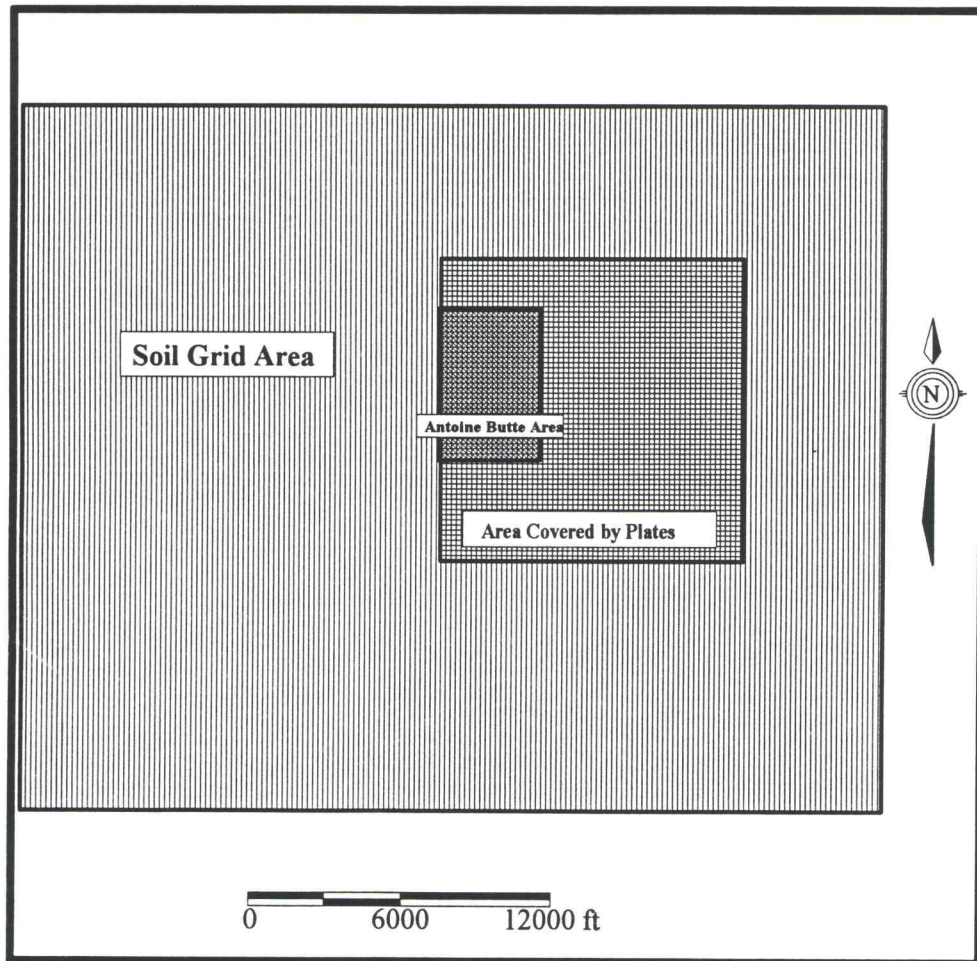 Soil Grid Area
N
Antoine Butte Area
Area Covered by Plates
0 6000 12000 ft